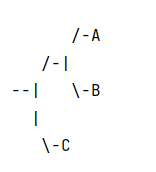 /-A
   /-|
--|   \-B
  |
   \-C